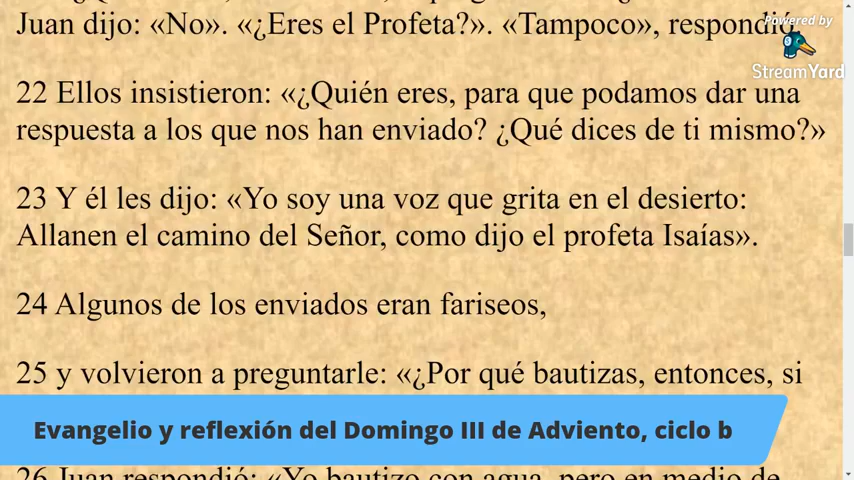 Juan dijo: «No». «¿Eres el Profeta?». «Tampoco», respondió.
Powered by
StreamYard
22 Ellos insistieron: «¿Quién eres, para que podamos dar una
respuesta a los que nos han enviado? ¿Qué dices de ti mismo?»
23 Y él les dijo: «Yo soy una voz que grita en el desierto:
Allanen el camino del Señor, como dijo el profeta Isaías».
24 Algunos de los enviados eran fariseos,
25 y volvieron a preguntarle: «¿Por qué bautizas, entonces, si
Evangelio y reflexión del Domingo III de Adviento, ciclo b
26 Juan respondió: «Yo bautizo con agua, pero en medio de